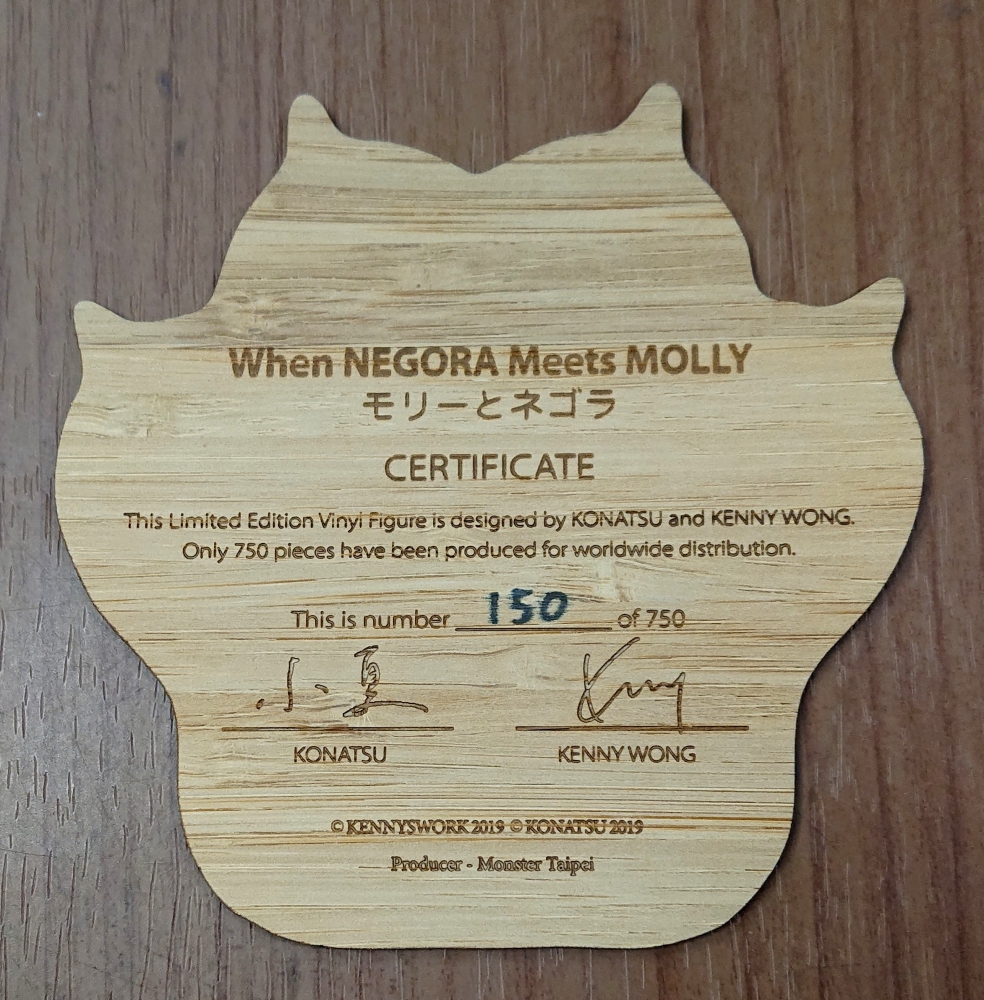 When NEGORA Meets MOLLY
モリーとネゴラ
CERTIFICATE
This Limited Edition Vinyl Figure is designed by KONATSU and KENNY WONG.
Only 750 pieces have been produced for worldwide distribution.
This is number 150 of 750
小夏 Kenny
KONATSU KENNY WONG
© KENNYSWORK 2019 © KONATSU 2019
Producer - Monster Taipei